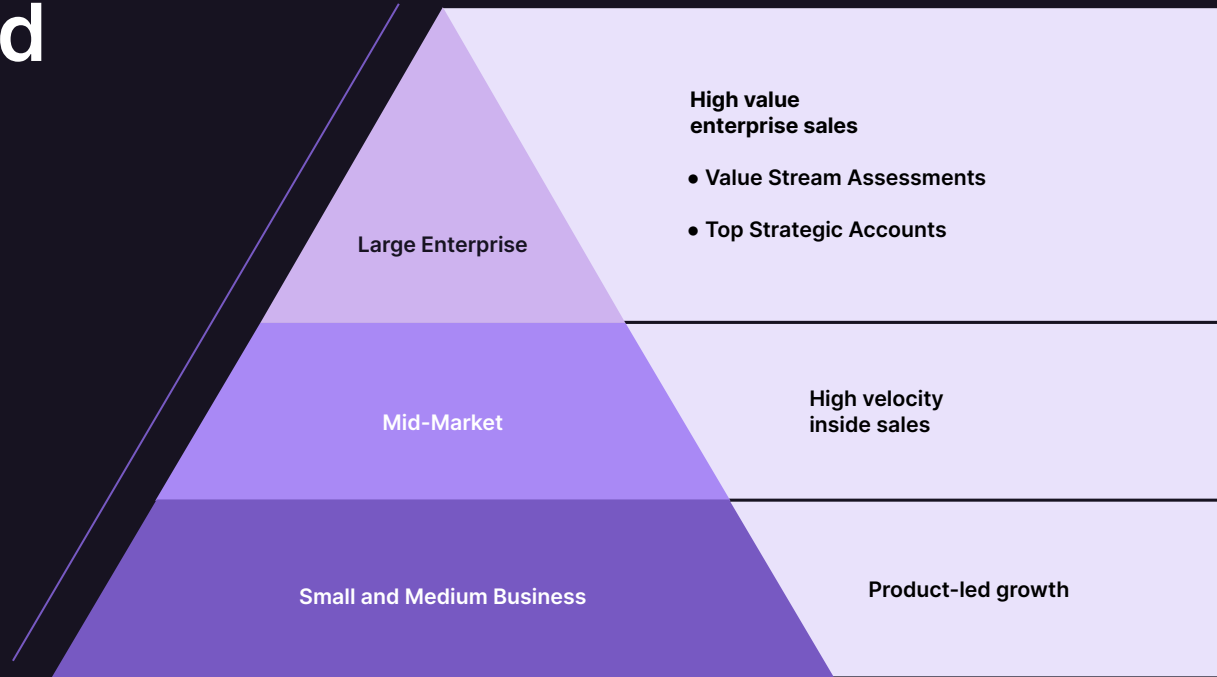 d
High value
enterprise sales
● Value Stream Assessments
● Top Strategic Accounts
Large Enterprise
High velocity
inside sales
Mid-Market
Product-led growth
Small and Medium Business